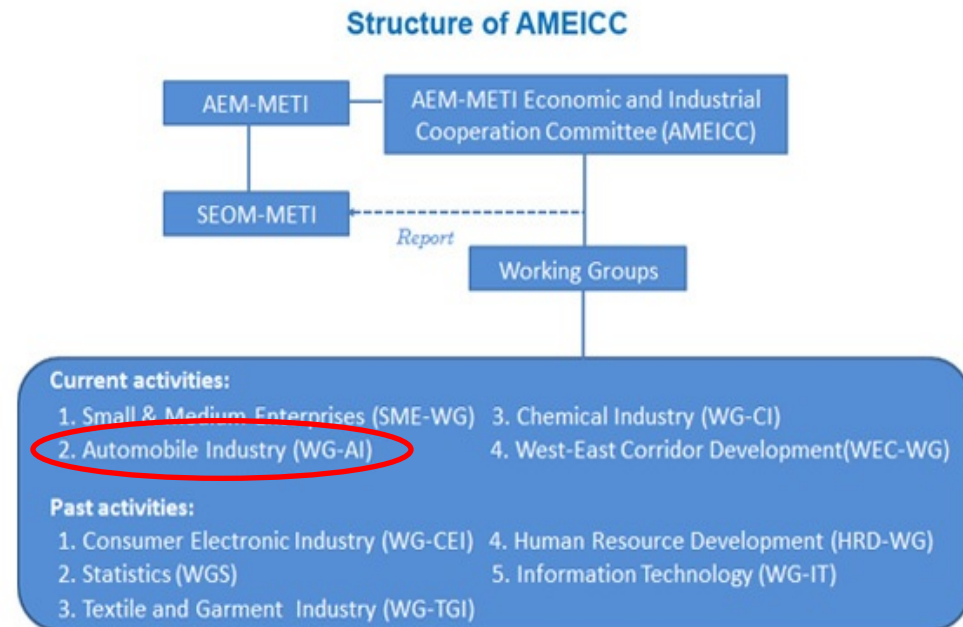 Structure of AMEICC
AEM-METI
AEM-METI Economic and Industrial
Cooperation Committee (AMEICC)
SEOM-METI
Report
Working Groups
Current activities:
1. Small & Medium Enterprises (SME-WG)
2. Automobile Industry (WG-AI)
3. Chemical Industry (WG-CI)
4. West-East Corridor Development(WEC-WG)
Past activities:
1. Consumer Electronic Industry (WG-CEI)
2. Statistics (WGS)
3. Textile and Garment Industry (WG-TGI)
4. Human Resource Development (HRD-WG)
5. Information Technology (WG-IT)